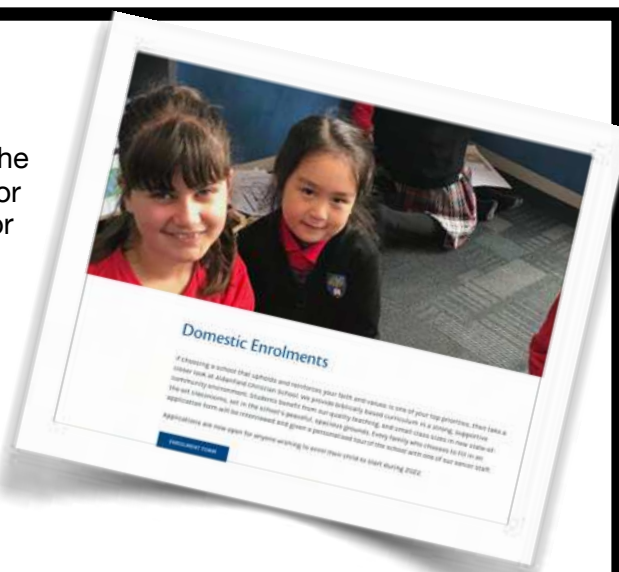 he
or
or
Domestic Enrolments
If choosing a school that upholds and reinforces your faith and values is one of your top priorities, then take a
closer look at Aidanfield Christian School. We provide biblically based curriculum in a strong, supportive
community environment. Students benefit from our quality teaching, and small class sizes in new state-of-
the-art classrooms, set in the school's peaceful, spacious grounds. Every family who chooses to fill in an
application form will be interviewed and given a personalised tour of the school with one of our senior staff.
Applications are now open for anyone wishing to enrol their child to start during 2022.
ENROLMENT FORM